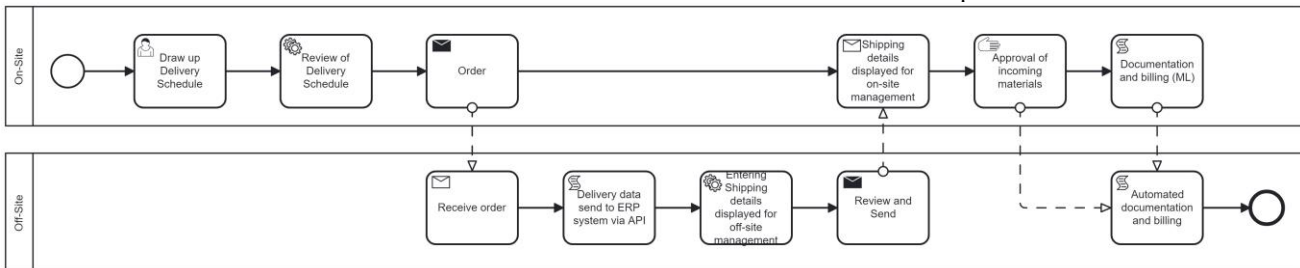 On-Site
Draw up
Delivery
Schedule
Review of
Delivery
Schedule
Order
Shipping
details
displayed for
on-site
management
Approval of
incoming
materials
Documentation
and billing (ML)
Off-Site
Receive order
Delivery data
send to ERP
system via API
Entering
Shipping
details
displayed for
off-site
management
Review and
Send
Automated
documentation
and billing